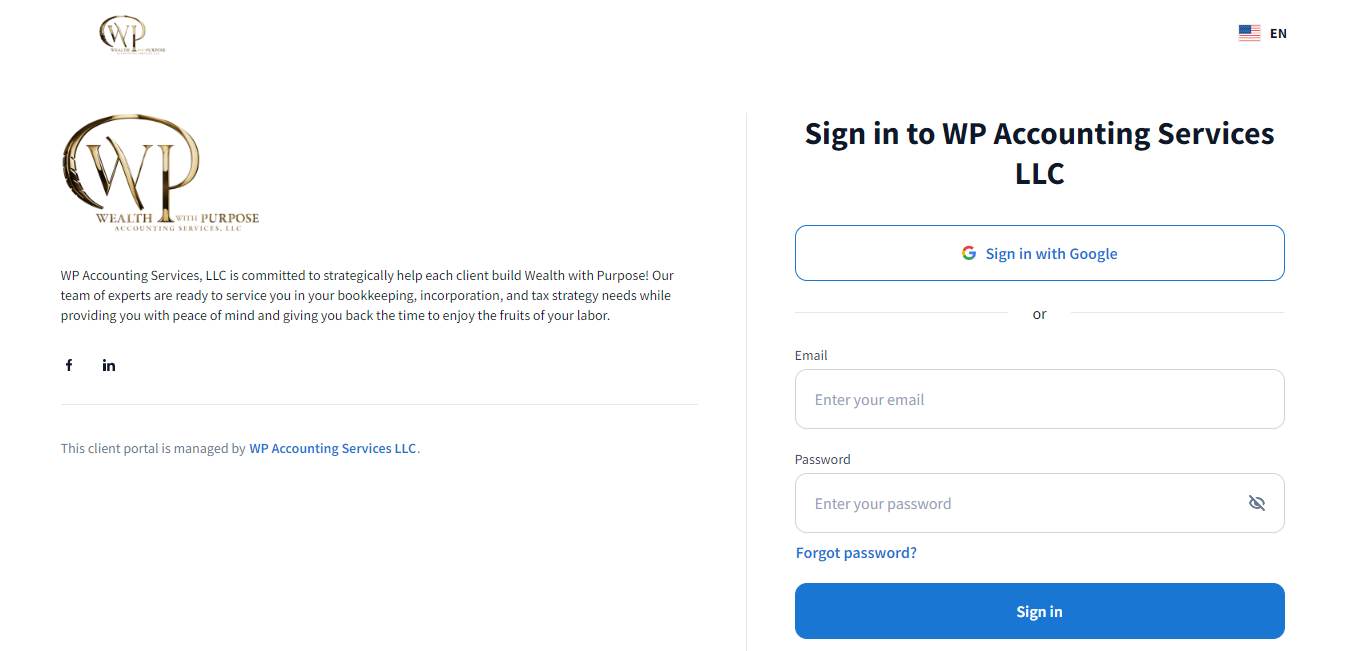 WP
WEALTH WITH PURPOSE
EN
WP
WEALTH WITH PURPOSE
ACCOUNTING SERVICES, LLC
WP Accounting Services, LLC is committed to strategically help each client build Wealth with Purpose! Our
team of experts are ready to service you in your bookkeeping, incorporation, and tax strategy needs while
providing you with peace of mind and giving you back the time to enjoy the fruits of your labor.
f in
This client portal is managed by WP Accounting Services LLC.
Sign in to WP Accounting Services
LLC
G Sign in with Google
or
Email
Enter your email
Password
Enter your password
Forgot password?
Sign in